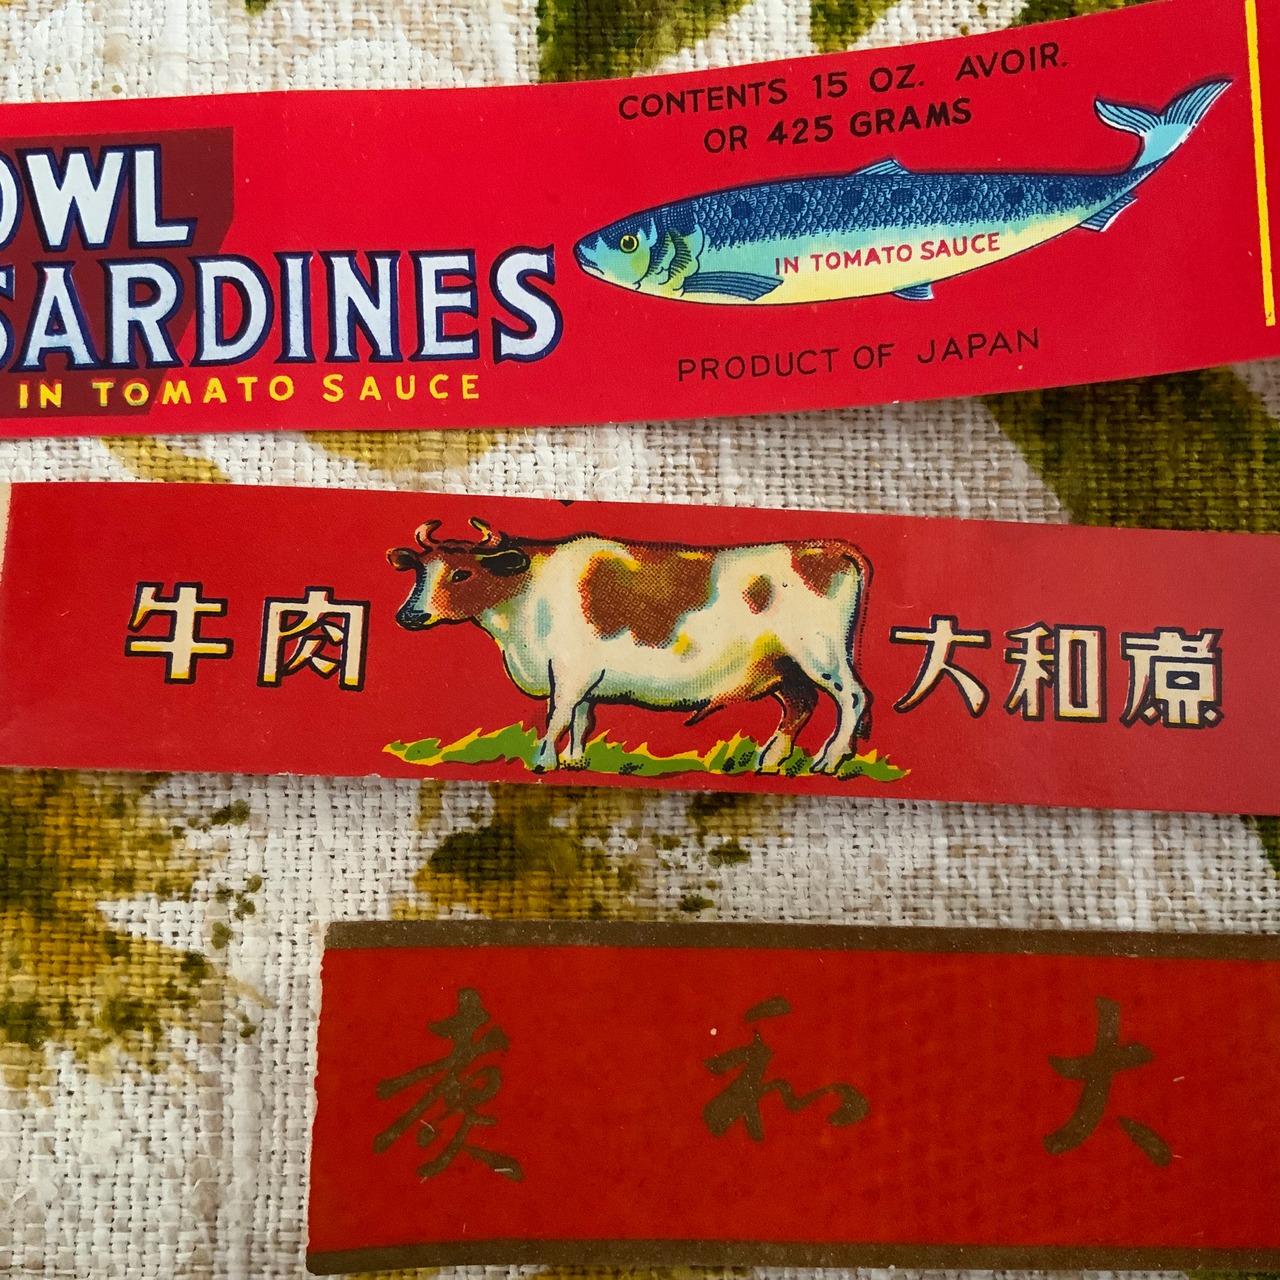 CONTENTS 15 OZ. AVOIR.
OR 425 GRAMS
OWL
SARDINES
IN TOMATO SAUCE
IN TOMATO SAUCE
PRODUCT OF JAPAN
牛肉 大和煮
大和煮